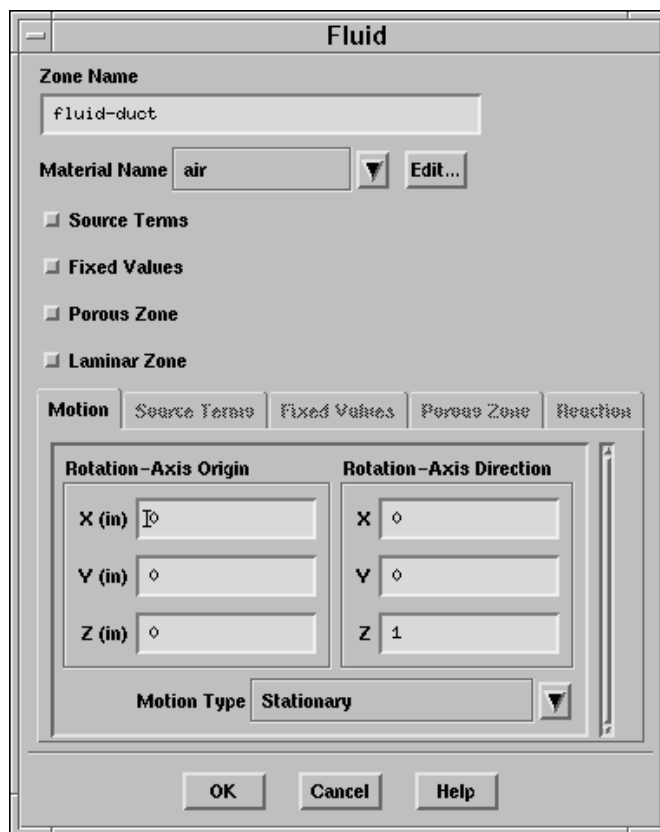 Fluid
Zone Name
fluid-duct
Material Name air Edit...
Source Terms
Fixed Values
Porous Zone
Laminar Zone
Motion Source Terms Fixed Values Porous Zone Reaction
Rotation-Axis Origin Rotation-Axis Direction
X (in) 0 X 0
Y (in) 0 Y 0
Z (in) 0 Z 1
Motion Type Stationary
OK Cancel Help